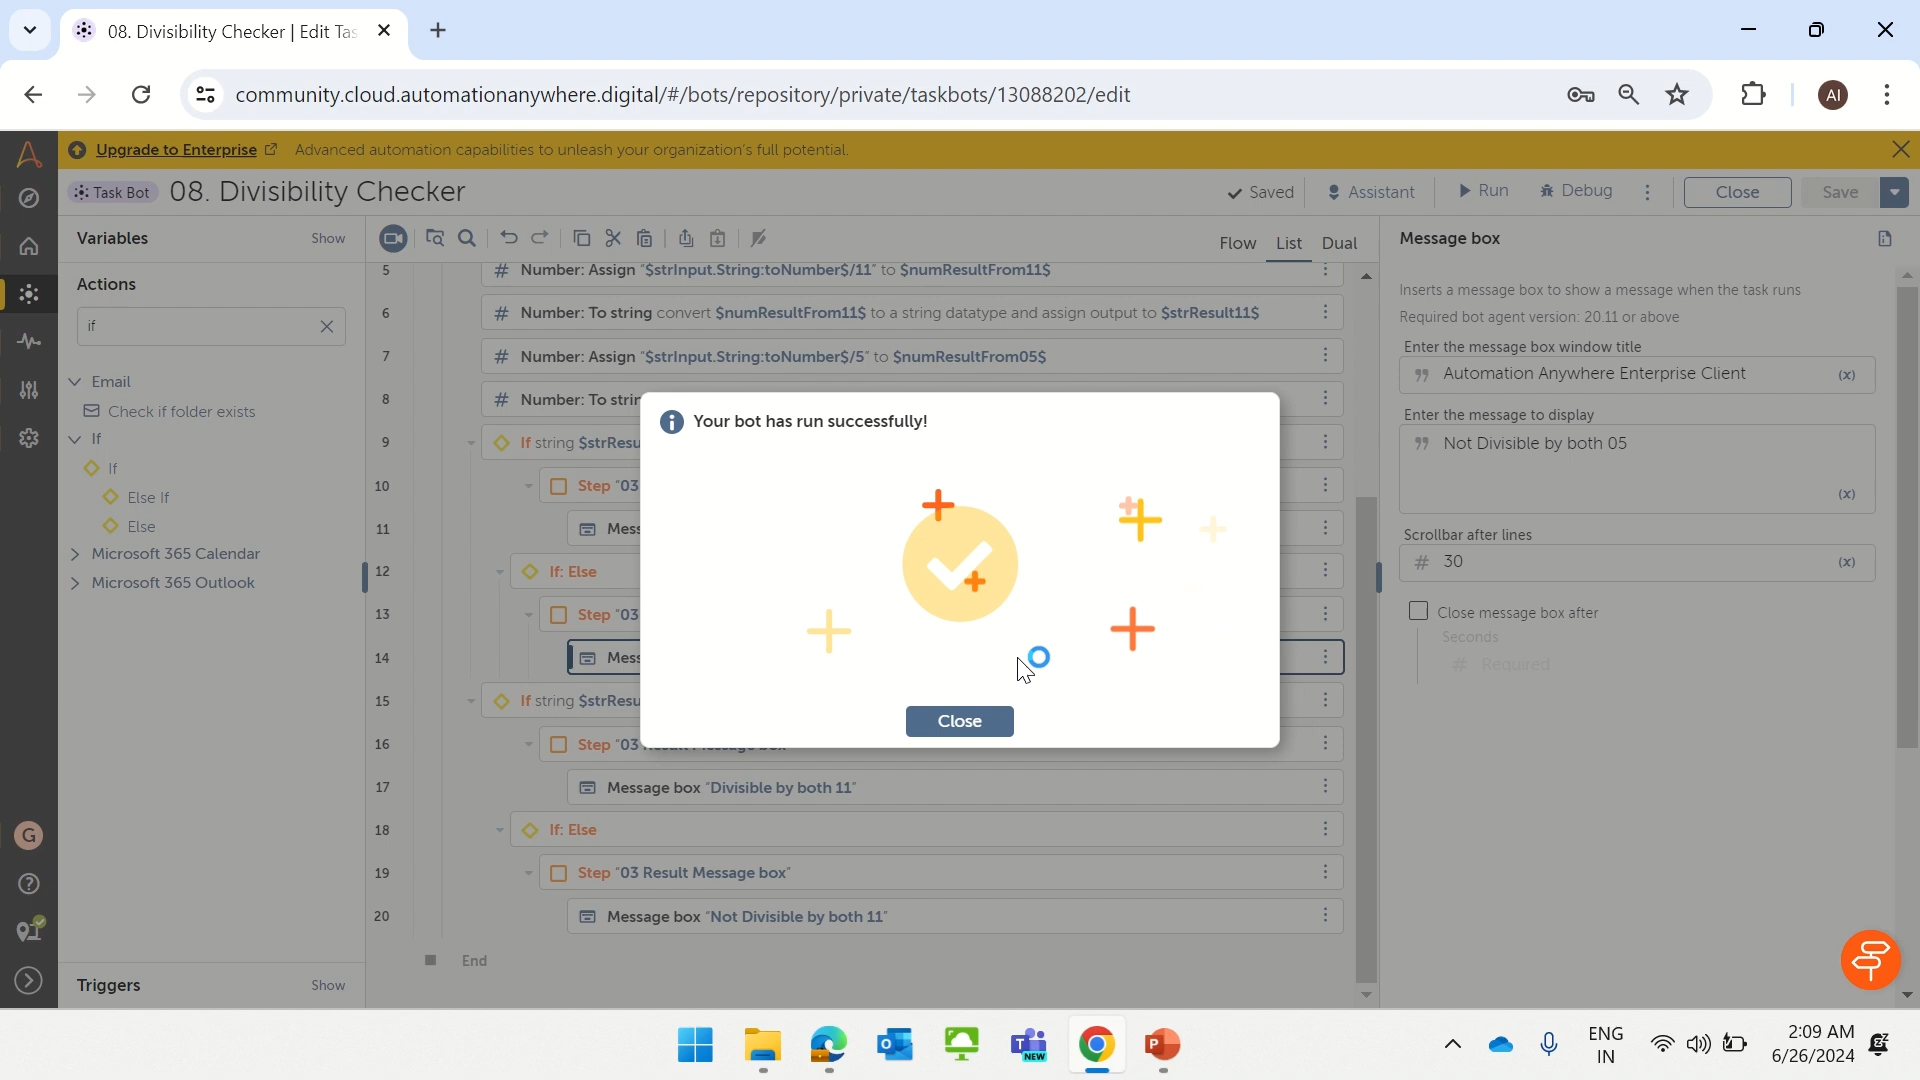 08. Divisibility Checker | Edit Tas
community.cloud.automationanywhere.digital/#/bots/repository/private/taskbots/13088202/edit
AI
Upgrade to Enterprise Advanced automation capabilities to unleash your organization's full potential.
Task Bot 08. Divisibility Checker
Saved Assistant Run Debug Close Save
Variables Show
Flow List Dual
Message box
Actions
if
Email
Check if folder exists
If
If
Else If
Else
Microsoft 365 Calendar
Microsoft 365 Outlook
Triggers Show
G
5 # Number: Assign "$strInput.String:toNumber$/11" to $numResultFrom11$
6 # Number: To string convert $numResultFrom11$ to a string datatype and assign output to $strResult11$
7 # Number: Assign "$strInput.String:toNumber$/5" to $numResultFrom05$
8 # Number: To strin
9 If string $strResu
10 Step "03
11 Mess
12 If: Else
13 Step "03
14 Mess
15 If string $strResu
16 Step "03 Result Message box"
17 Message box "Divisible by both 11"
18 If: Else
19 Step "03 Result Message box"
20 Message box "Not Divisible by both 11"
End
Your bot has run successfully!
Close
Inserts a message box to show a message when the task runs
Required bot agent version: 20.11 or above
Enter the message box window title
Automation Anywhere Enterprise Client (x)
Enter the message to display
Not Divisible by both 05
(x)
Scrollbar after lines
# 30 (x)
Close message box after
Seconds
# Required
NEW
ENG
IN
2:09 AM
6/26/2024